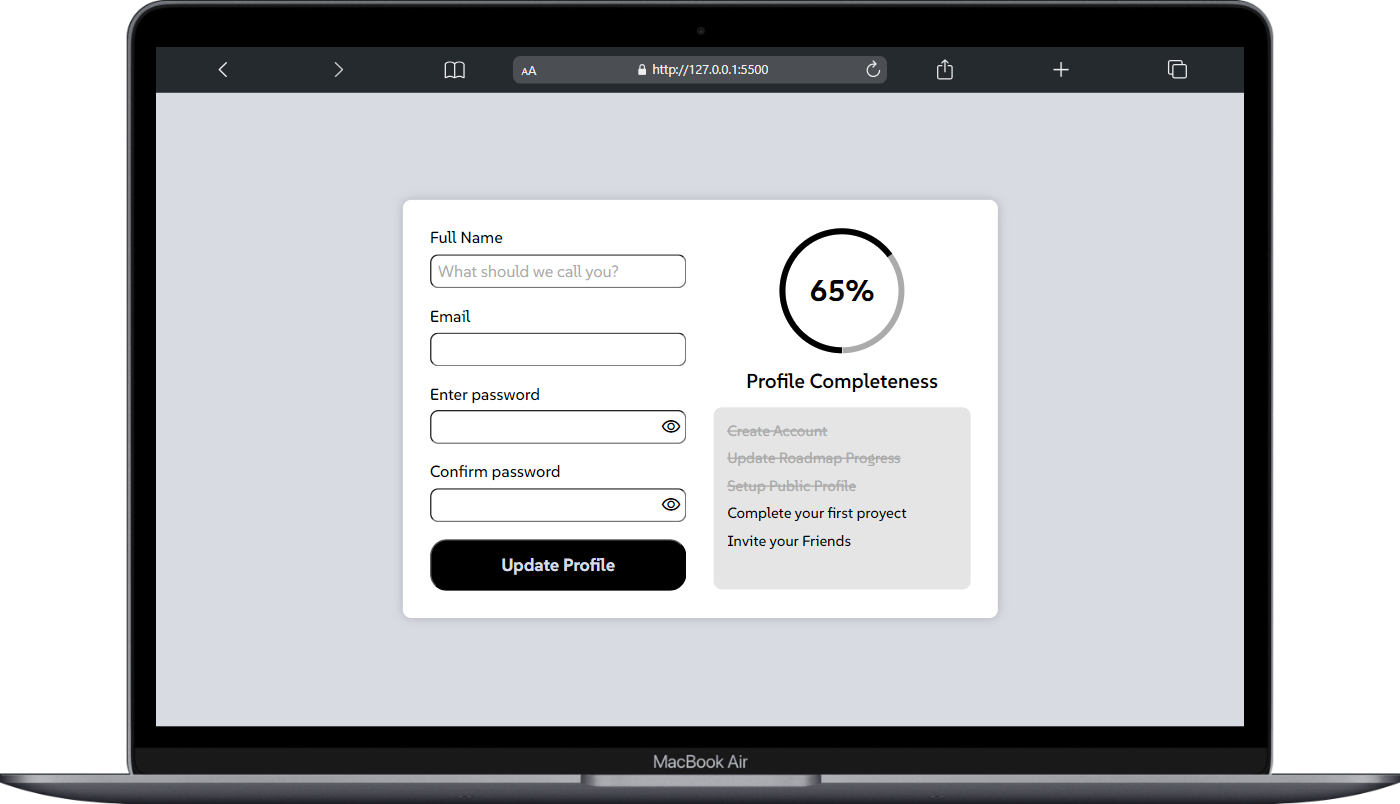 AA http://127.0.0.1:5500
Full Name
What should we call you?
Email
Enter password
Confirm password
Update Profile
65%
Profile Completeness
Create Account
Update Roadmap Progress
Setup Public Profile
Complete your first proyect
Invite your Friends
MacBook Air